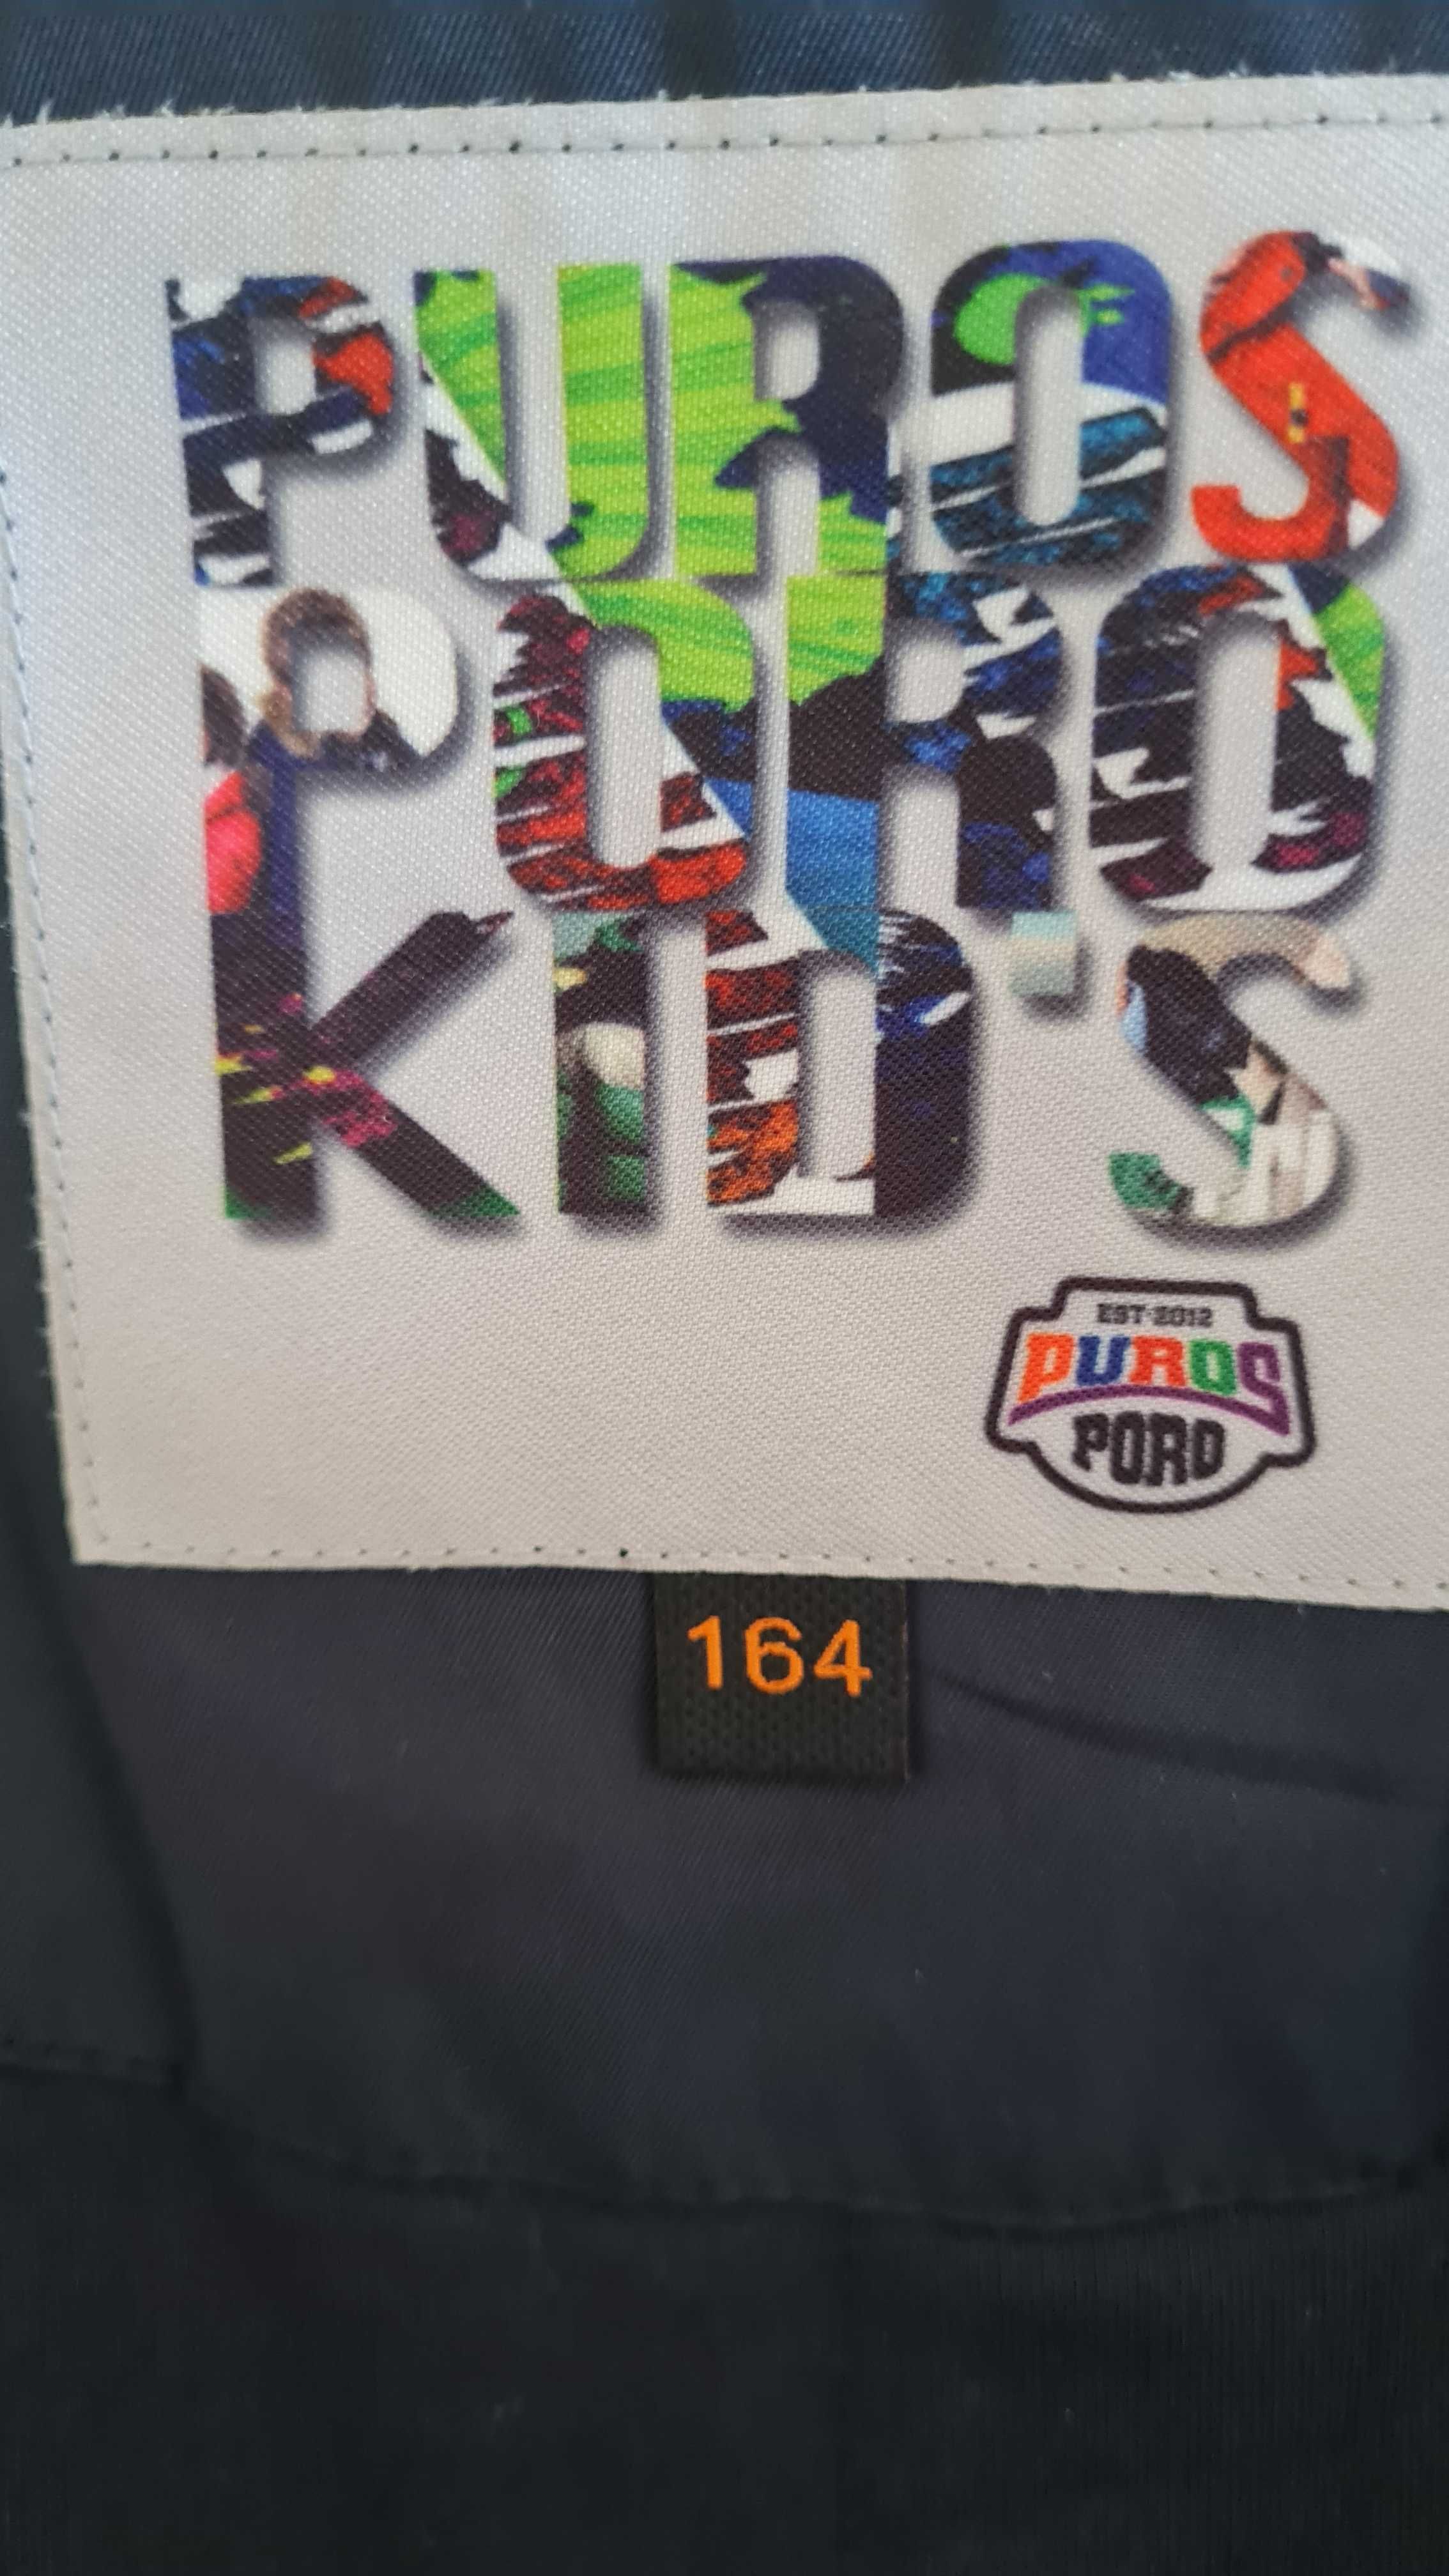 PUROS
PORO
KID'S
EST·2012
PUROS
PORO
164